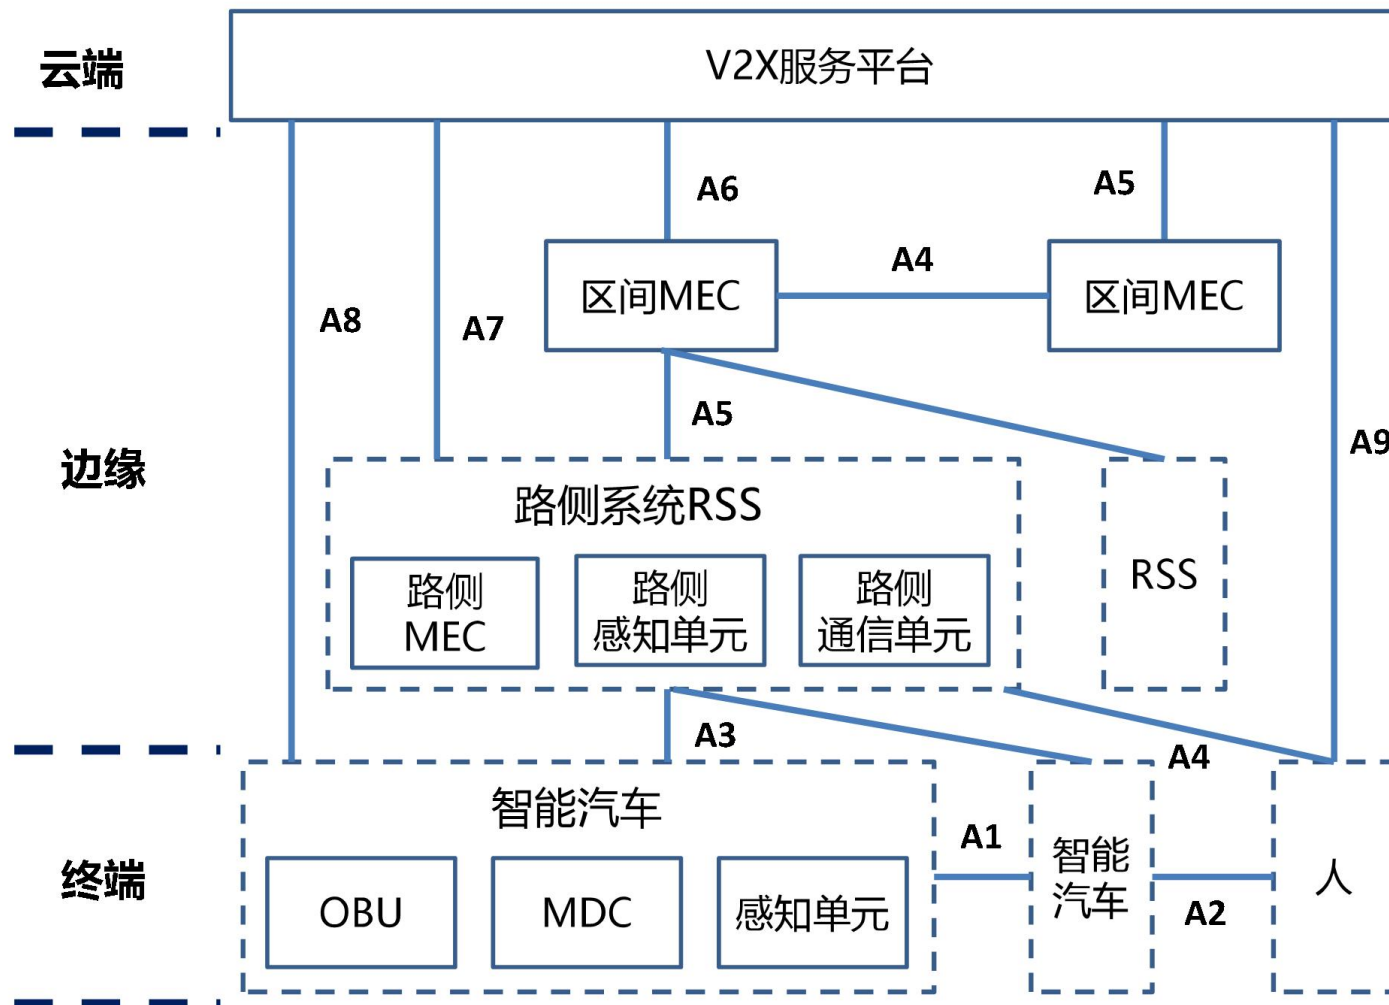 云端
V2X服务平台
A6
A5
A4
区间MEC
区间MEC
A8
A7
A5
A9
边缘
路侧系统RSS
路侧
MEC
路侧
感知单元
路侧
通信单元
RSS
A3
A4
终端
智能汽车
OBU
MDC
感知单元
A1
智能
汽车
A2
人